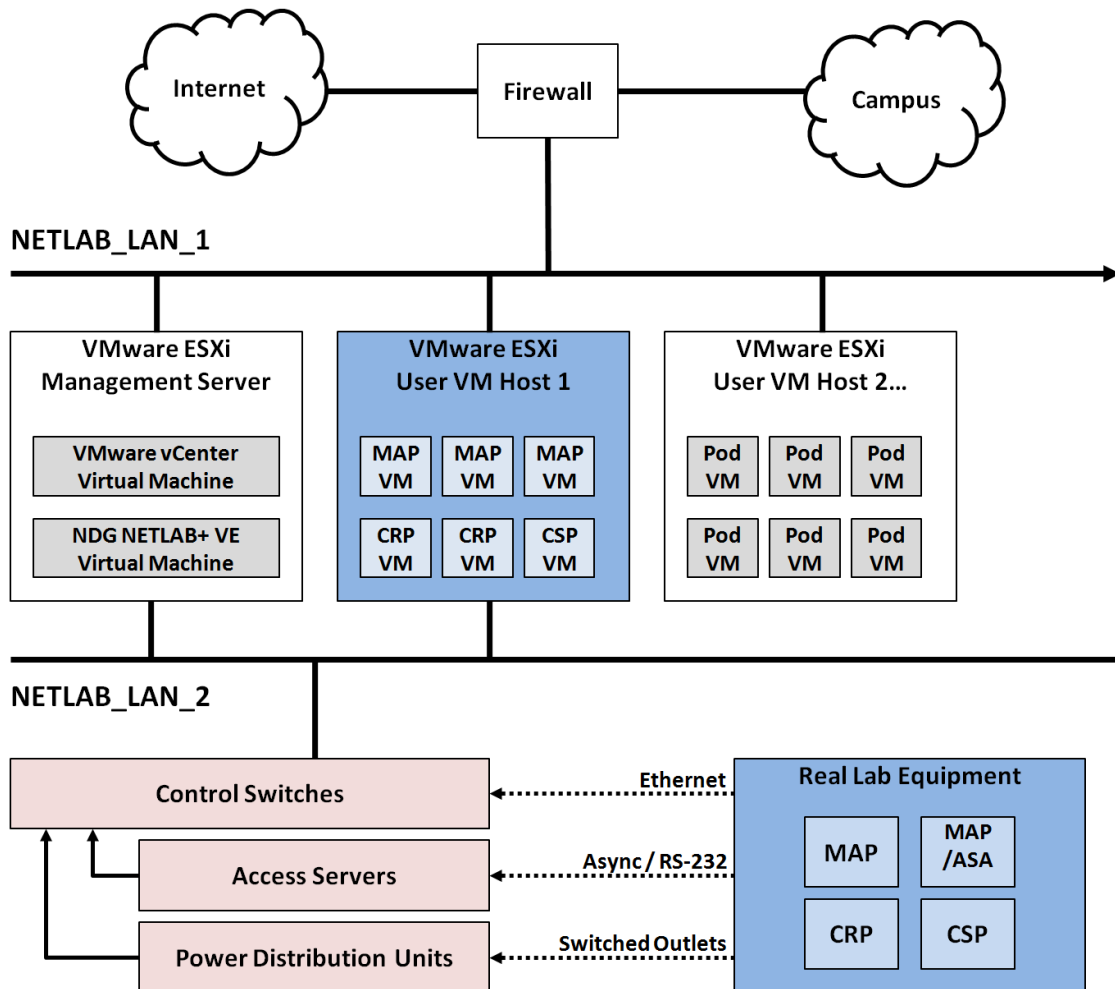 Internet
Firewall
Campus
NETLAB_LAN_1
VMware ESXi
Management Server
VMware vCenter
Virtual Machine
NDG NETLAB+ VE
Virtual Machine
VMware ESXi
User VM Host 1
MAP
VM
MAP
VM
MAP
VM
CRP
VM
CRP
VM
CSP
VM
VMware ESXi
User VM Host 2...
Pod
VM
Pod
VM
Pod
VM
Pod
VM
Pod
VM
Pod
VM
NETLAB_LAN_2
Control Switches
Access Servers
Power Distribution Units
Ethernet
Async / RS-232
Switched Outlets
Real Lab Equipment
MAP
MAP
/ASA
CRP
CSP